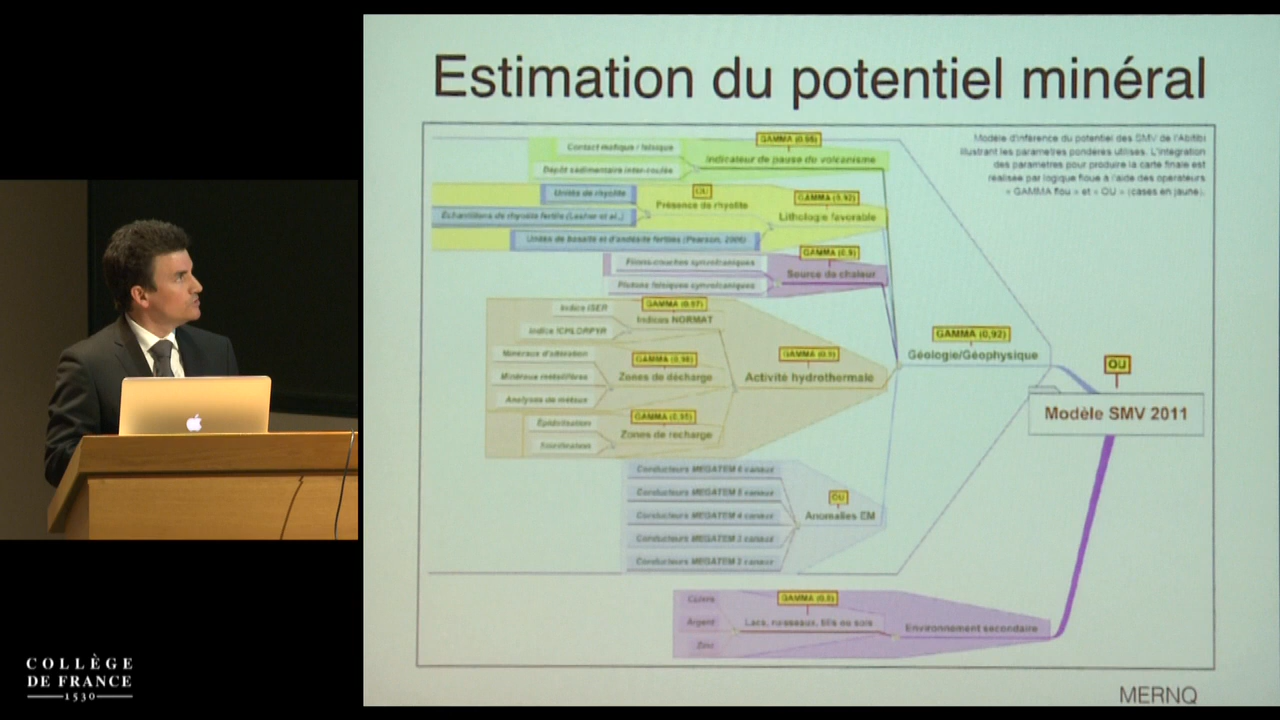 Estimation du potentiel minéral
Modèle d'inférence du potentiel des SMV de l'Abitibi
illustrant les paramètres pondérés utilisés. L'intégration
des paramètres pour produire la carte finale est
réalisée par logique floue à l'aide des opérateurs
« GAMMA flou » et « OU » (cases en jaune).
GAMMA (0,95)
Contact mafique / felsique
Indicateur de pause du volcanisme
Dépôt sédimentaire inter-coulée
Unités de rhyolite
OU
GAMMA (0,92)
Présence de rhyolite
Échantillons de rhyolite fertile (Lesher et al.)
Lithologie favorable
Unités de basalte et d'andésite fertiles (Pearson, 2005)
GAMMA (0,9)
Filons-couches synvolcaniques
Source de chaleur
Plutons felsiques synvolcaniques
GAMMA (0,97)
Indice ISER
Indices NORMAT
Indice ICHLORPYR
GAMMA (0,92)
Minéraux d'altération
GAMMA (0,98)
GAMMA (0,9)
Géologie/Géophysique
OU
Minéraux métallifères
Zones de décharge
Activité hydrothermale
Analyses de métaux
Modèle SMV 2011
GAMMA (0,95)
Épidotisation
Zones de recharge
Silicification
Conducteurs MEGATEM 6 canaux
Conducteurs MEGATEM 5 canaux
OU
Conducteurs MEGATEM 4 canaux
Anomalies EM
Conducteurs MEGATEM 3 canaux
Conducteurs MEGATEM 2 canaux
Cuivre
GAMMA (0,8)
Argent
Lacs, ruisseaux, tills ou sols
Environnement secondaire
Zinc
MERNQ
COLLÈGE
DE FRANCE
1530